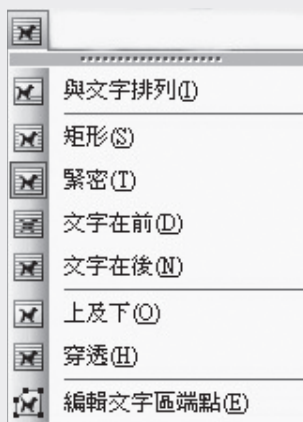 與文字排列(I)
矩形(S)
緊密(T)
文字在前(D)
文字在後(N)
上及下(O)
穿透(H)
編輯文字區端點(E)